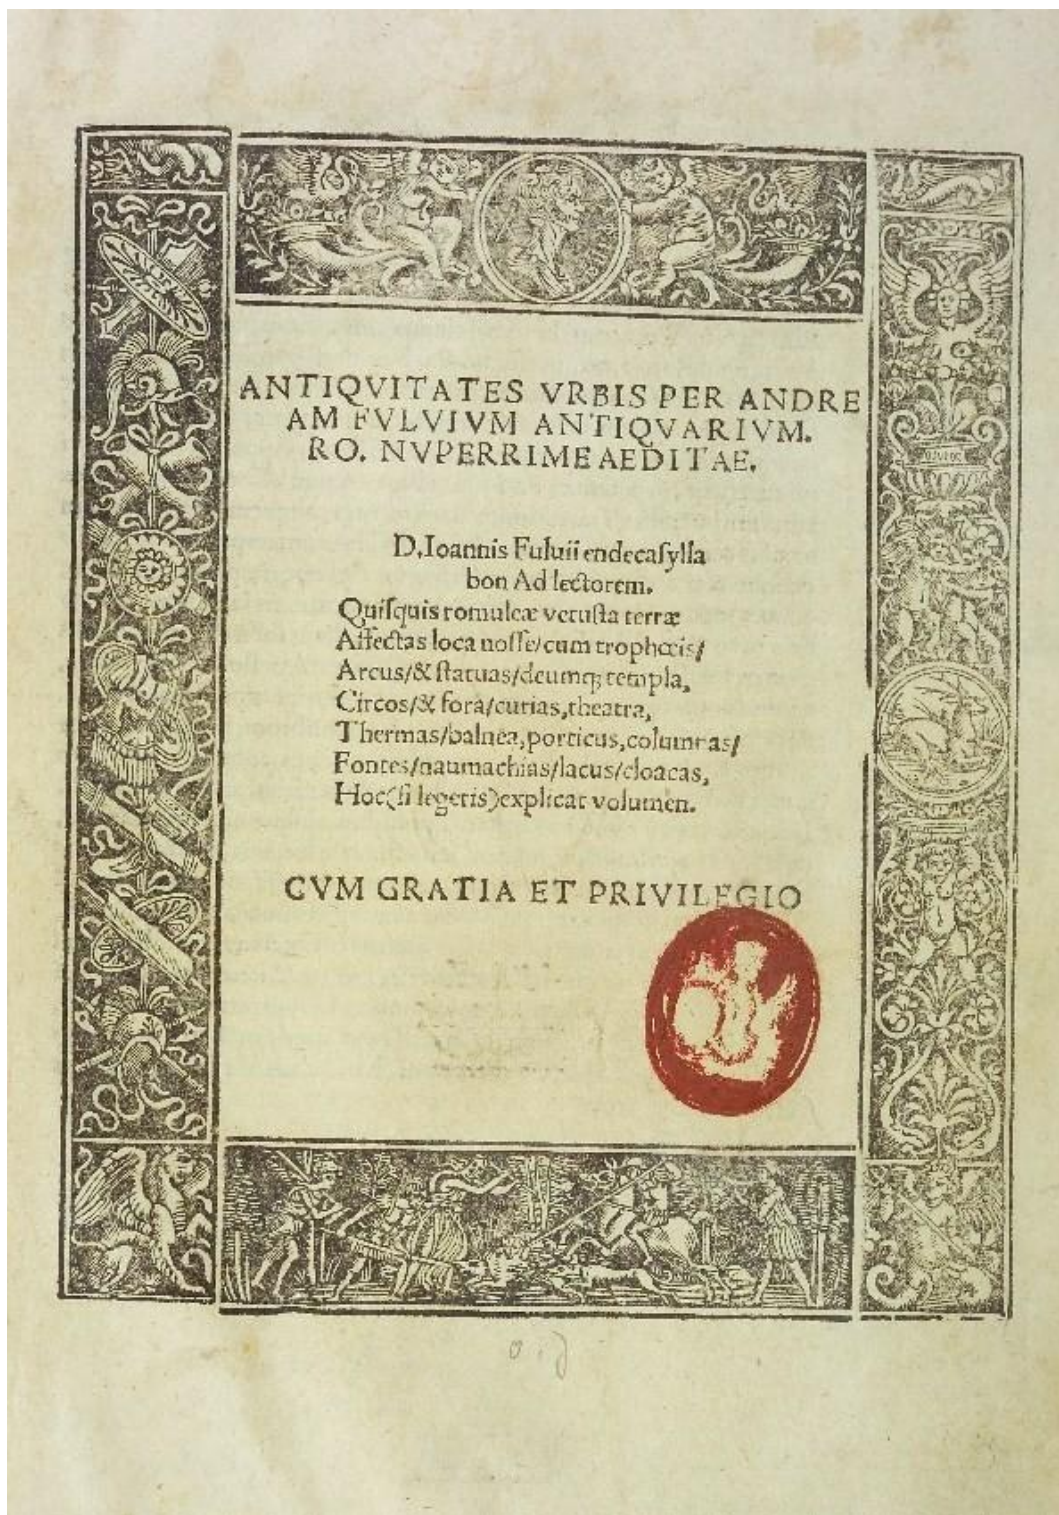 ANTIQVITATES VRBIS PER ANDRE
AM FVLVIVM ANTIQVARIVM.
RO. NVPERRIME AEDITAE.
D. Ioannis Fuluii endecasylla
bon Ad lectorem.
Quiſquis romuleæ vetuſta terræ
Affectas loca noſſe/cum trophœis/
Arcus/& ſtatuas/deumqꝫ templa,
Circos/& fora/curias,theatra,
Thermas/balnea,porticus,columnas/
Fontes/naumachias/lacus/cloacas,
Hoc(ſi legeris)explicat volumen.
CVM GRATIA ET PRIVILEGIO